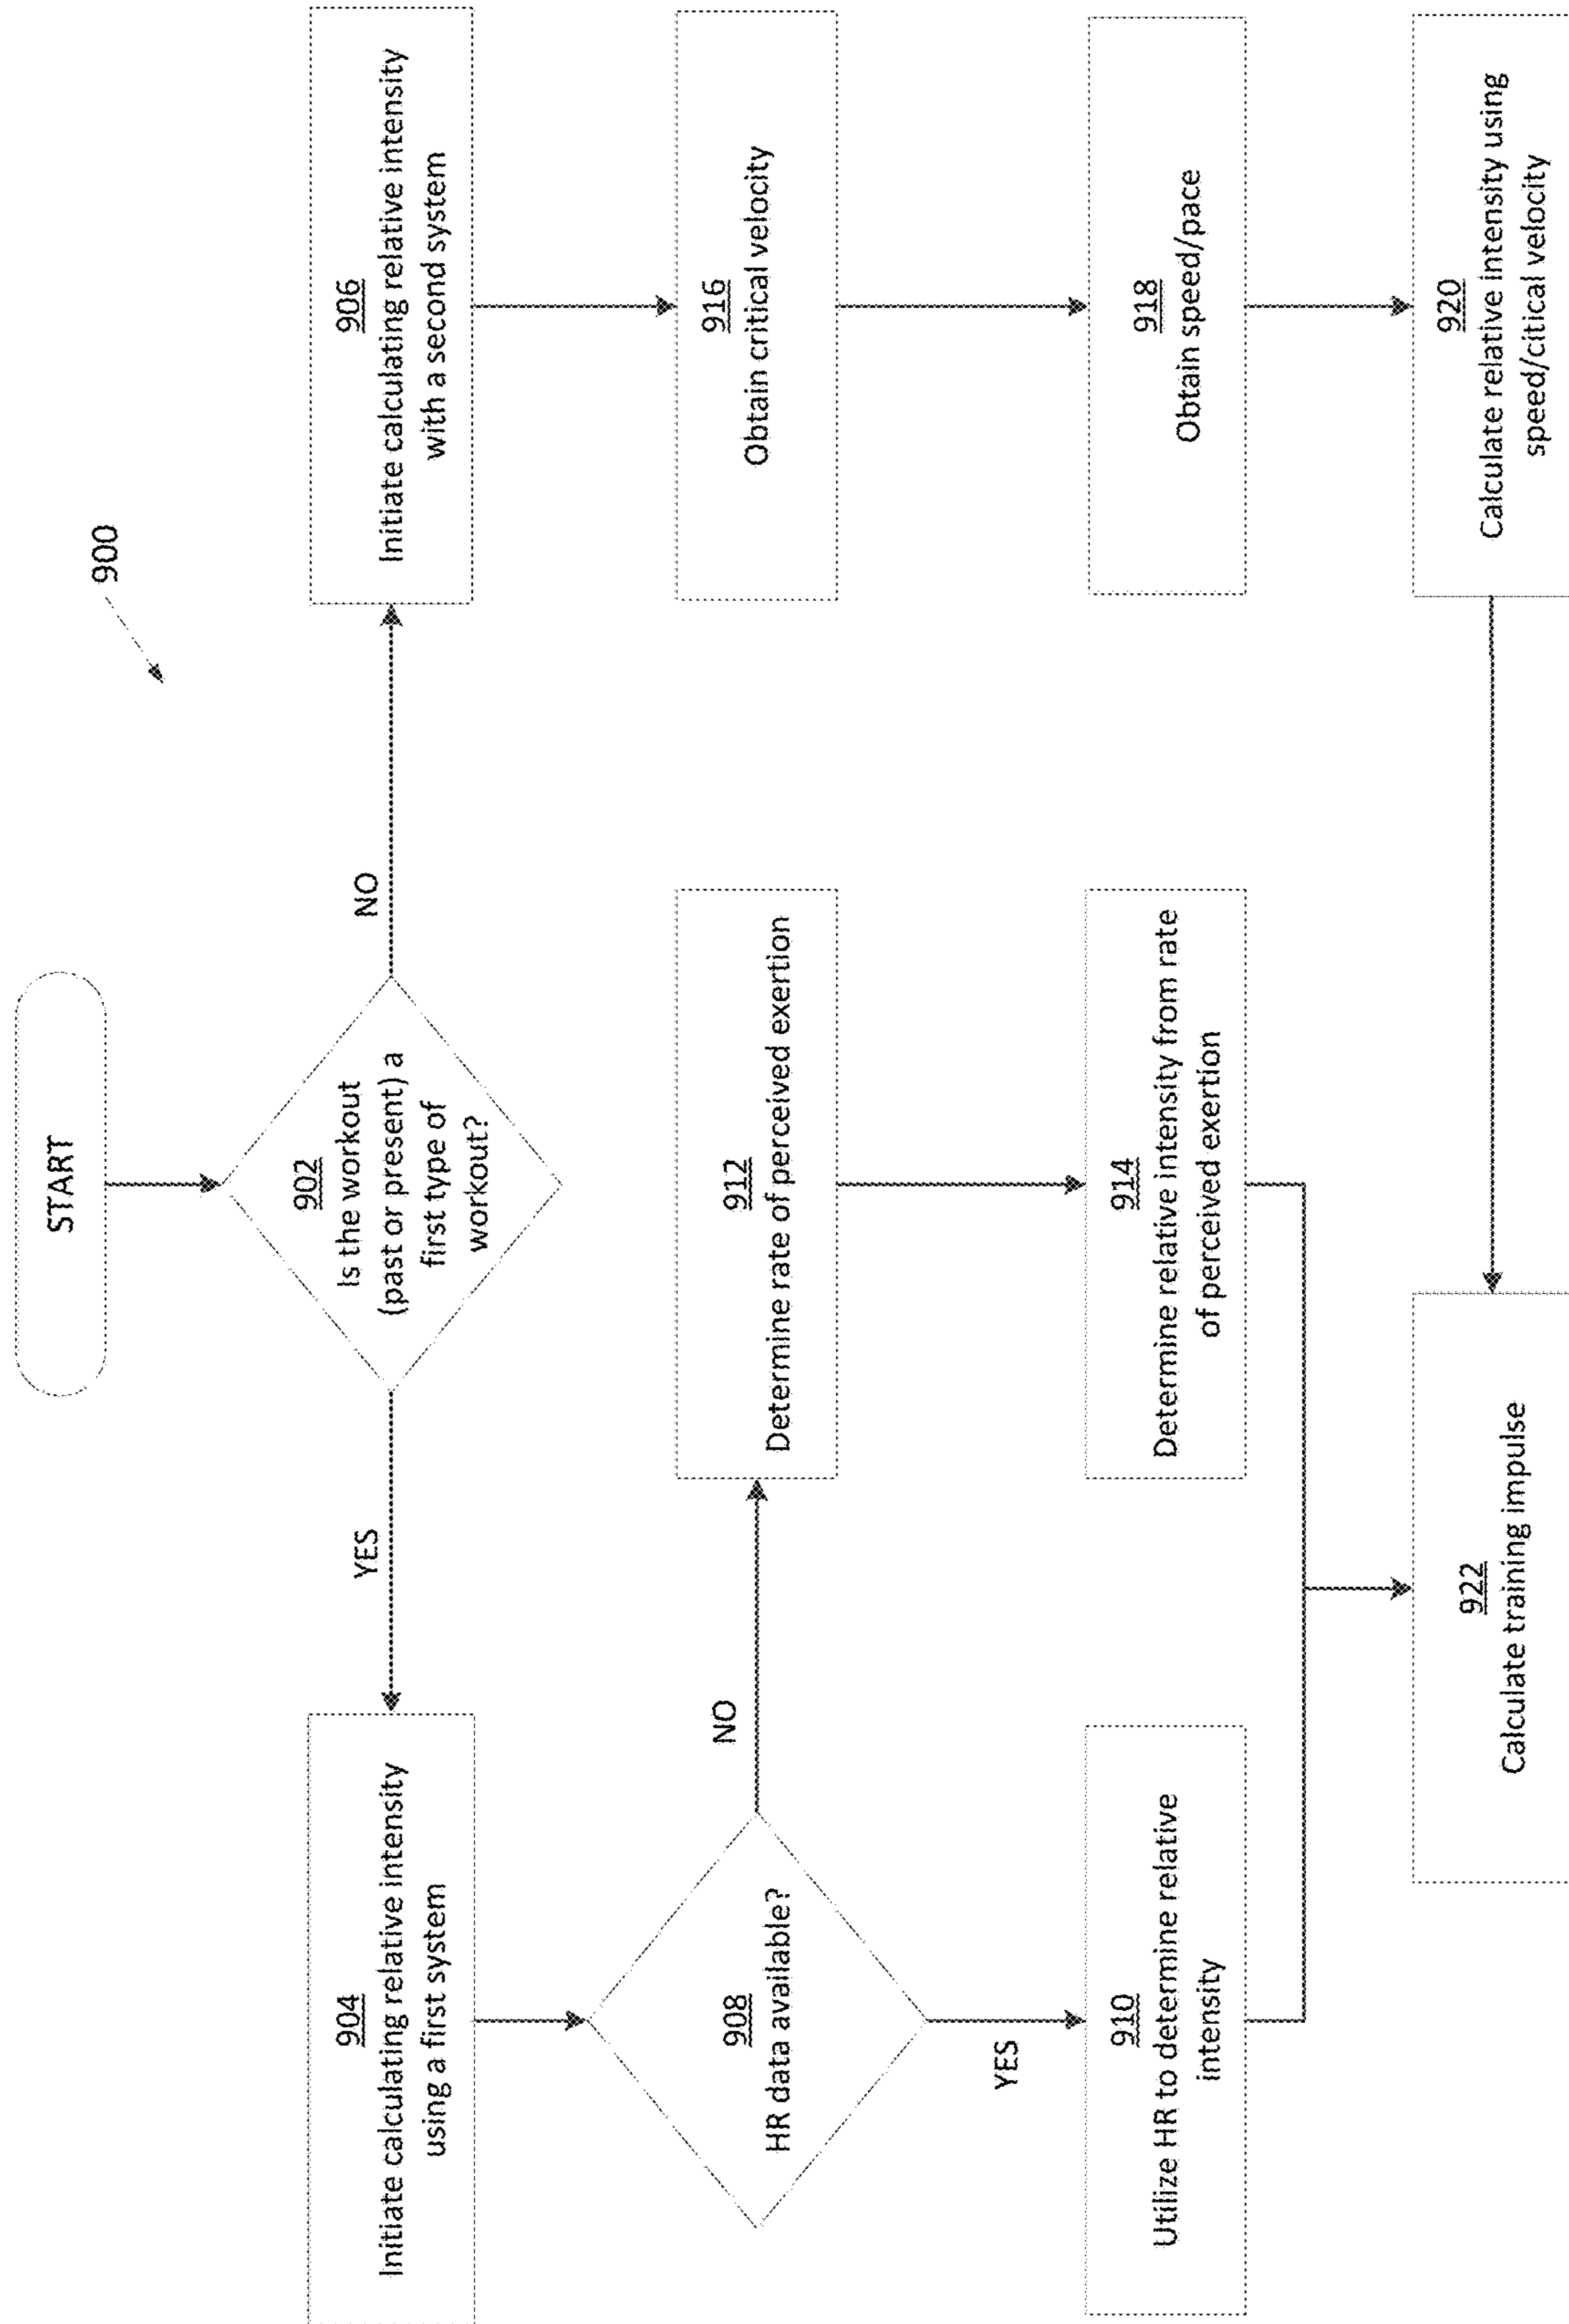 900
START
902
Is the workout
(past or present) a
first type of
workout?
YES
NO
904
Initiate calculating relative intensity
using a first system
906
Initiate calculating relative intensity
with a second system
908
HR data available?
NO
YES
912
Determine rate of perceived exertion
916
Obtain critical velocity
910
Utilize HR to determine relative
intensity
914
Determine relative intensity from rate
of perceived exertion
918
Obtain speed/pace
922
Calculate training impulse
920
Calculate relative intensity using
speed/citical velocity